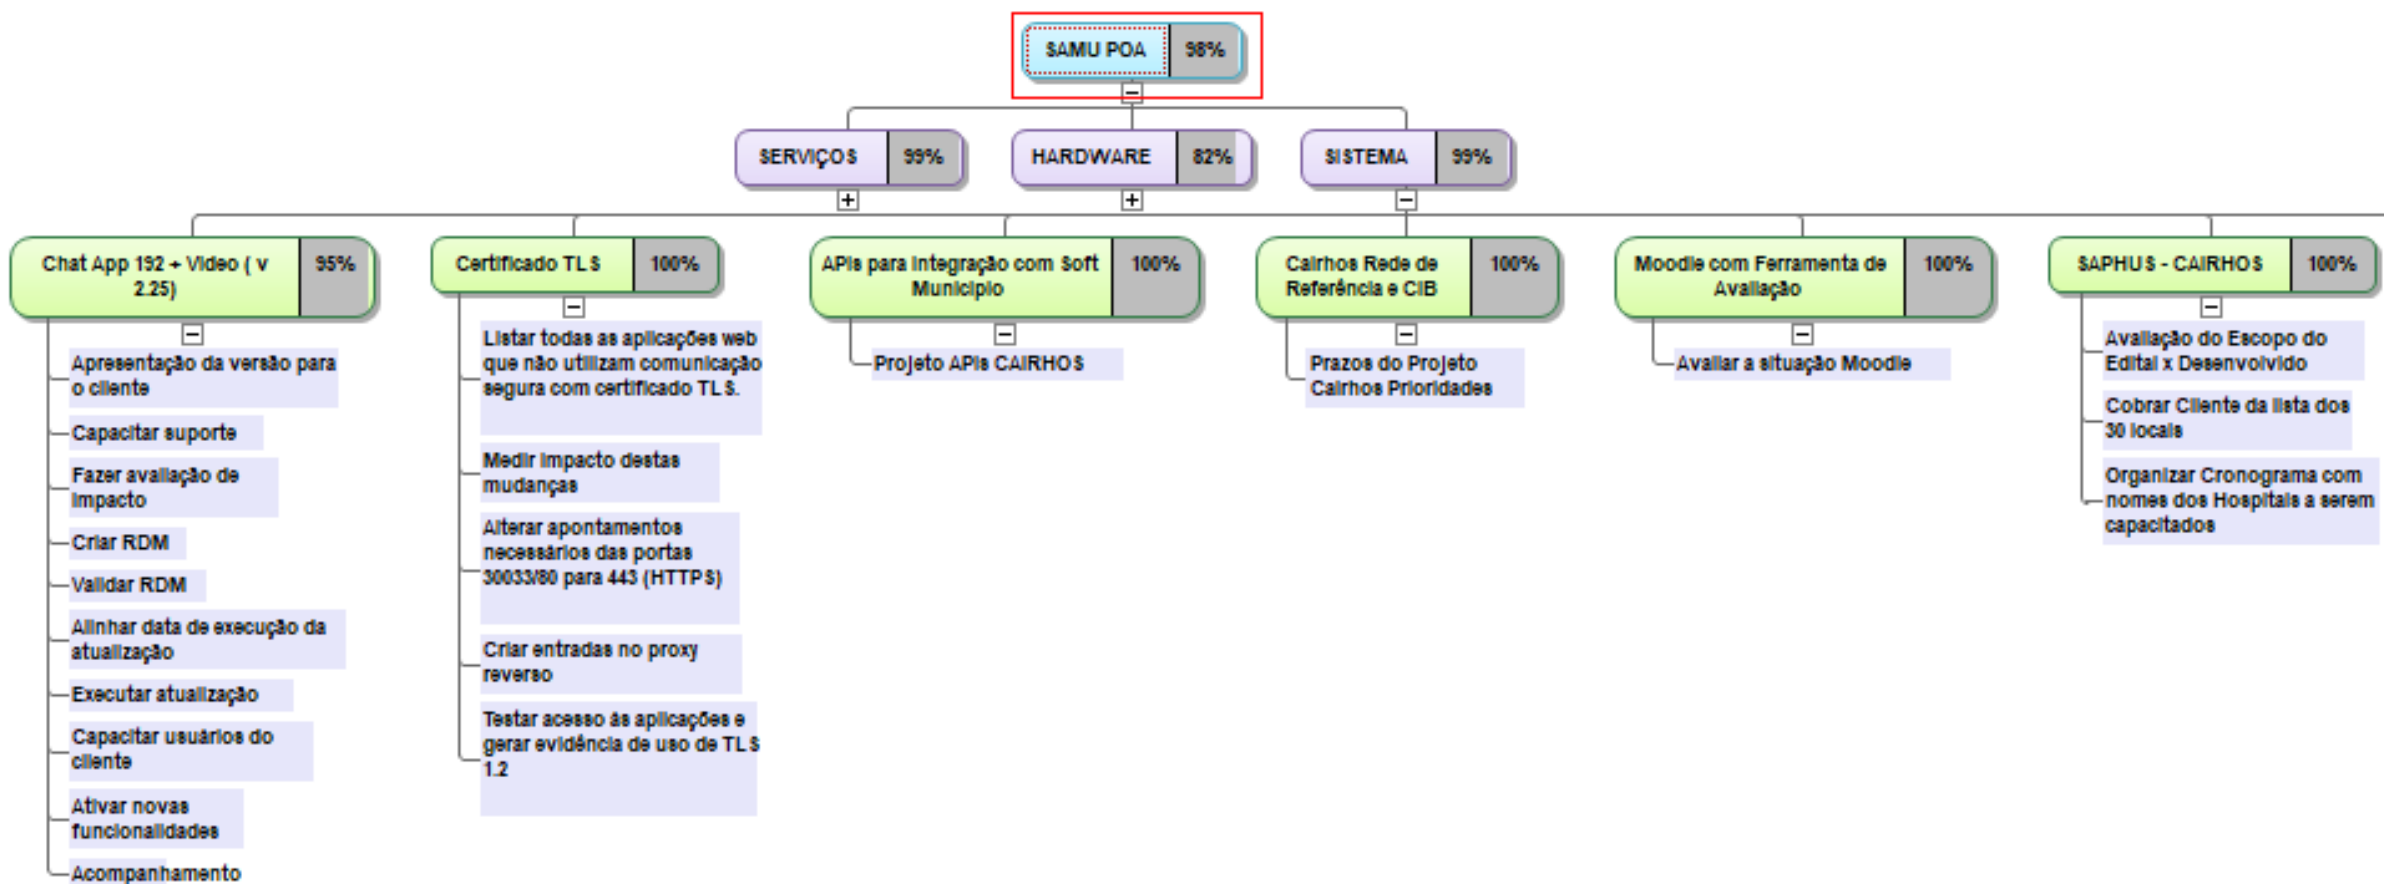 SAMU POA 98%
SERVIÇOS 99%
HARDWARE 82%
SISTEMA 99%
Chat App 192 + Video ( v
2.25)
95%
Apresentação da versão para
o cliente
Capacitar suporte
Fazer avaliação de
Impacto
Criar RDM
Validar RDM
Alinhar data de execução da
atualização
Executar atualização
Capacitar usuários do
cliente
Ativar novas
funcionalidades
Acompanhamento
Certificado TLS 100%
Listar todas as aplicações web
que não utilizam comunicação
segura com certificado TLS.
Medir impacto destas
mudanças
Alterar apontamentos
necessários das portas
30033/80 para 443 (HTTPS)
Criar entradas no proxy
reverso
Testar acesso às aplicações e
gerar evidência de uso de TLS
1.2
APIs para Integração com Soft
Municipio
100%
Projeto APIs CAIRHOS
Cairhos Rede de
Referência e CIB
100%
Prazos do Projeto
Cairhos Prioridades
Moodle com Ferramenta de
Avaliação
100%
Avaliar a situação Moodle
SAPHUS - CAIRHOS 100%
Avaliação do Escopo do
Edital x Desenvolvido
Cobrar Cliente da lista dos
30 locais
Organizar Cronograma com
nomes dos Hospitais a serem
capacitados